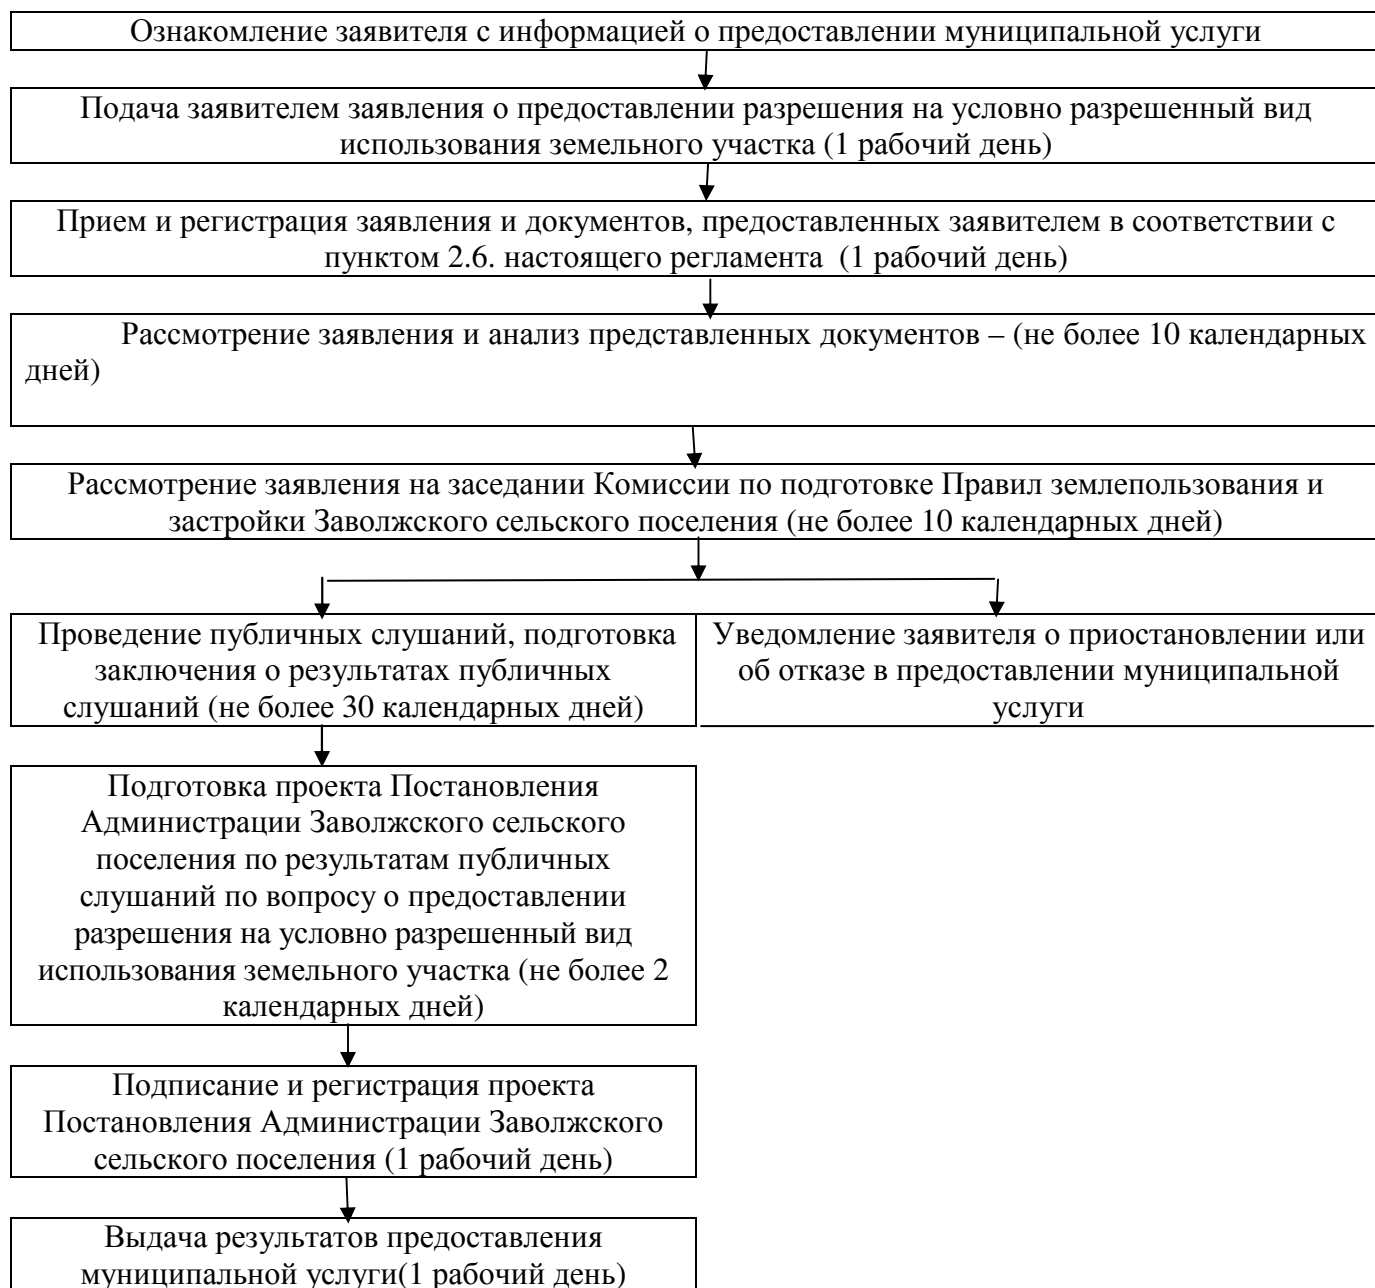 Ознакомление заявителя с информацией о предоставлении муниципальной услуги
Подача заявителем заявления о предоставлении разрешения на условно разрешенный вид
использования земельного участка (1 рабочий день)
Прием и регистрация заявления и документов, предоставленных заявителем в соответствии с
пунктом 2.6. настоящего регламента (1 рабочий день)
Рассмотрение заявления и анализ представленных документов – (не более 10 календарных
дней)
Рассмотрение заявления на заседании Комиссии по подготовке Правил землепользования и
застройки Заволжского сельского поселения (не более 10 календарных дней)
Проведение публичных слушаний, подготовка
заключения о результатах публичных
слушаний (не более 30 календарных дней)
Уведомление заявителя о приостановлении или
об отказе в предоставлении муниципальной
услуги
Подготовка проекта Постановления
Администрации Заволжского сельского
поселения по результатам публичных
слушаний по вопросу о предоставлении
разрешения на условно разрешенный вид
использования земельного участка (не более 2
календарных дней)
Подписание и регистрация проекта
Постановления Администрации Заволжского
сельского поселения (1 рабочий день)
Выдача результатов предоставления
муниципальной услуги(1 рабочий день)